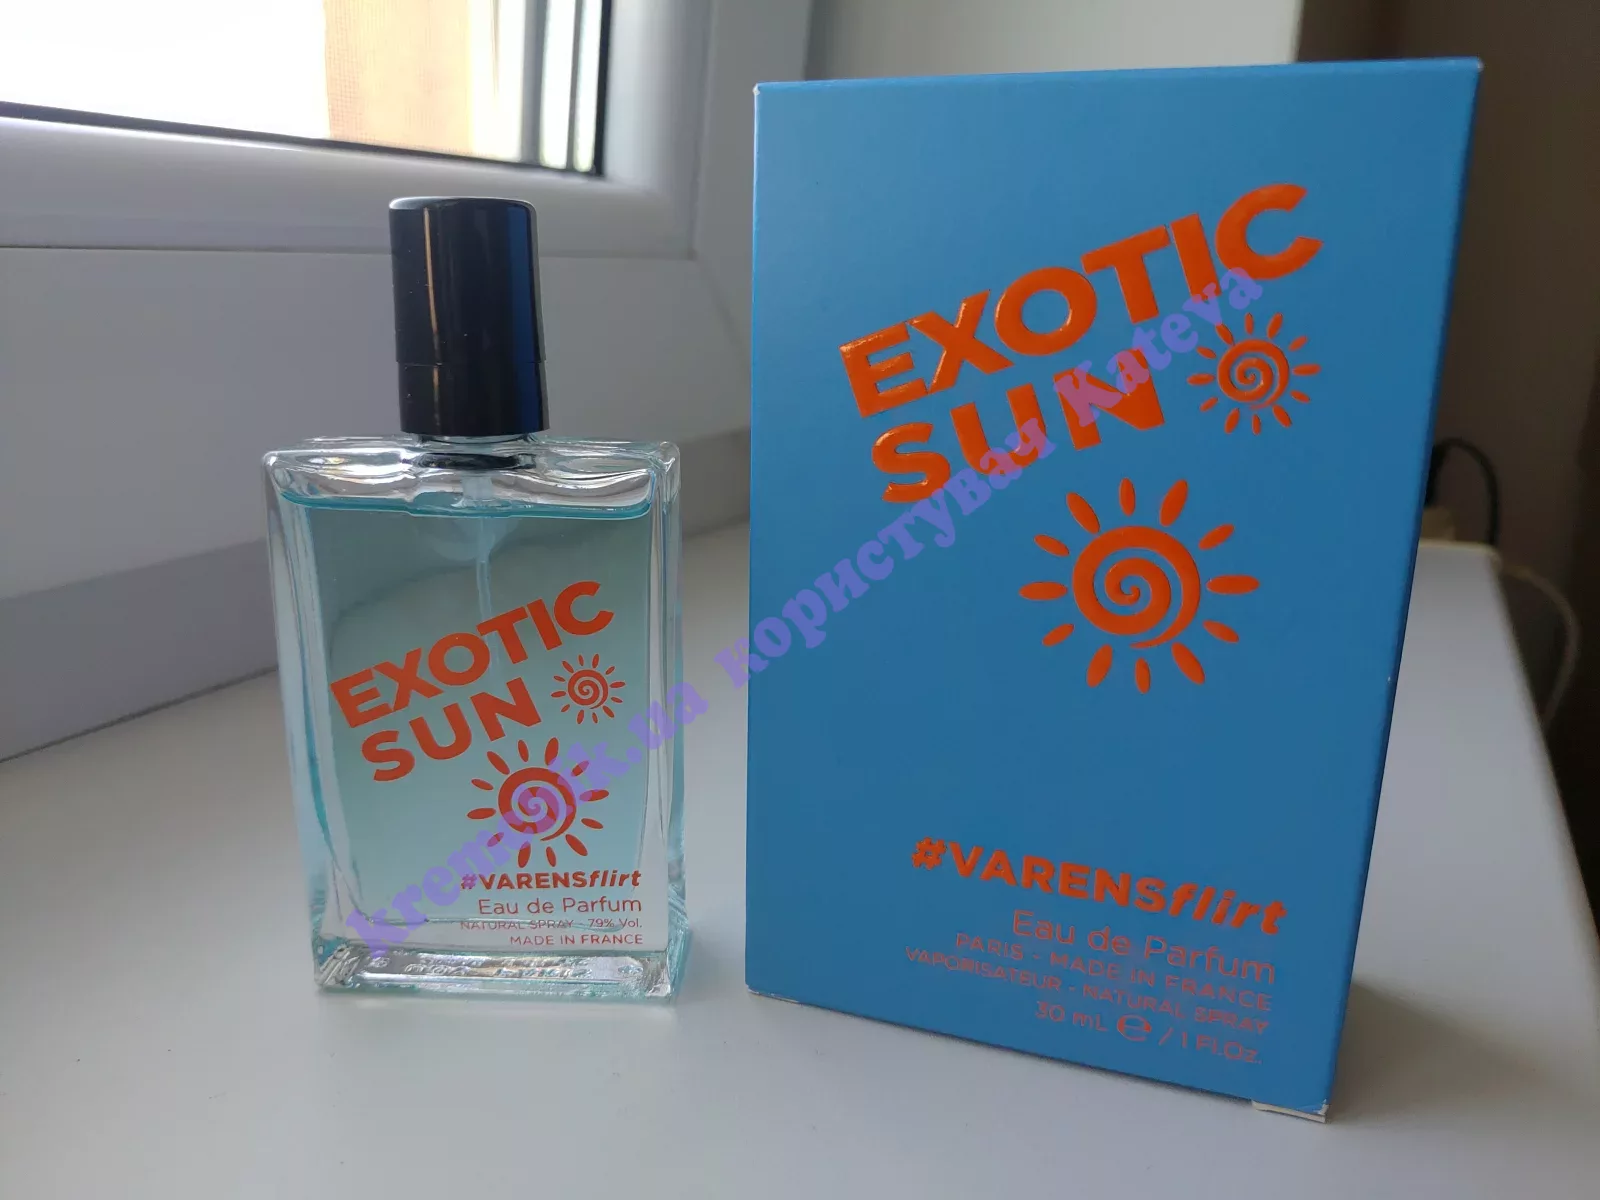 EXOTIC
SUN
#VARENSflirt
Eau de Parfum
NATURAL SPRAY - 79% Vol.
MADE IN FRANCE
EXOTIC
SUN
#VARENSflirt
Eau de Parfum
PARIS - MADE IN FRANCE
VAPORISATEUR - NATURAL SPRAY
30 mL ℮ / 1 Fl.Oz.
kremalik.ua користувач Kateva